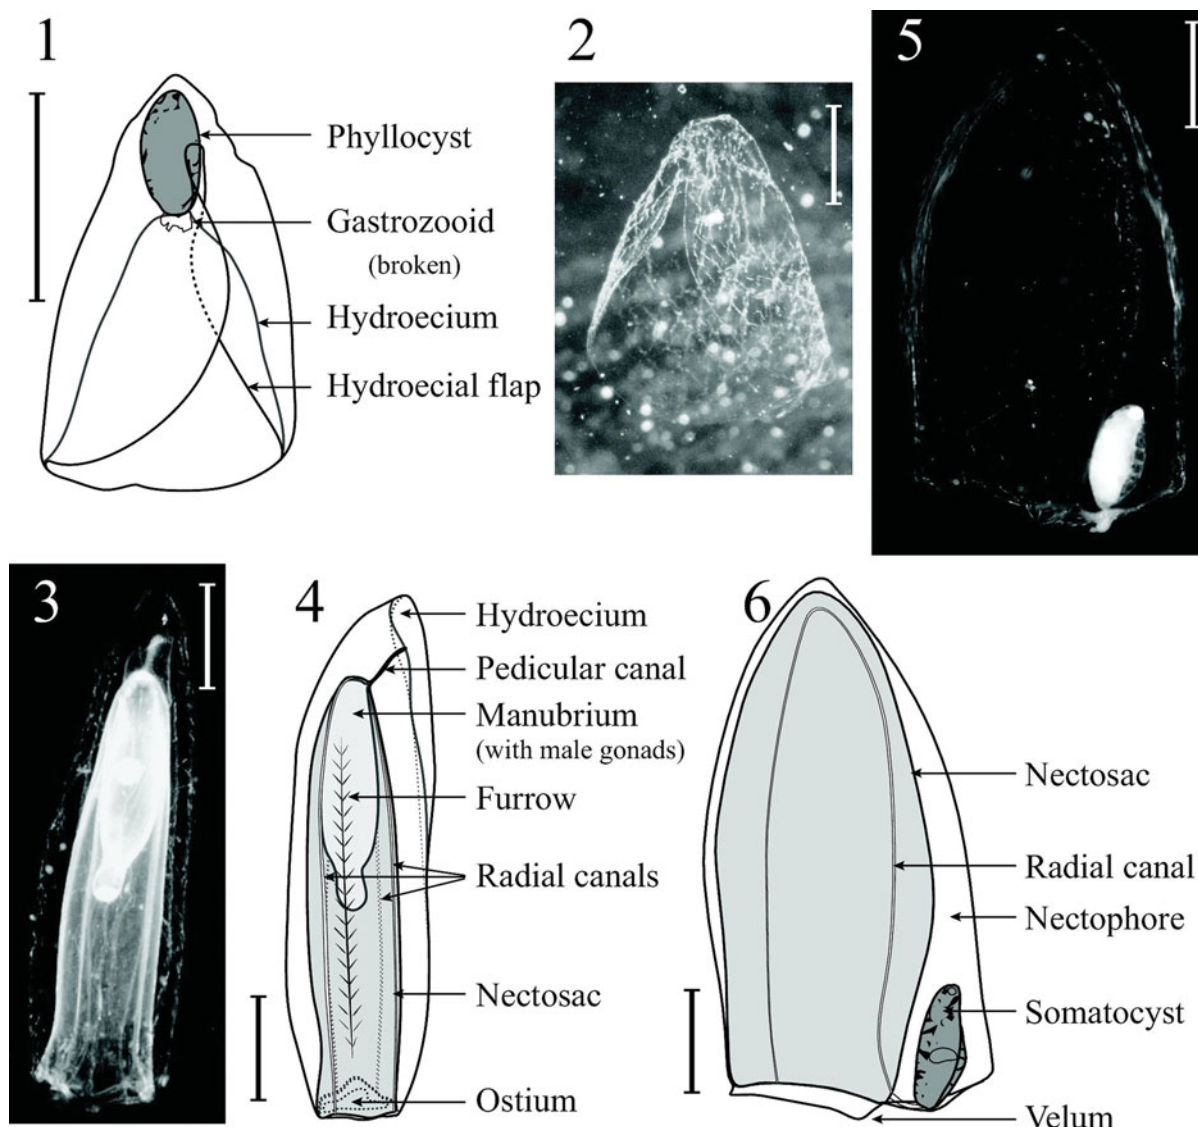 1
Phyllocyst
Gastrozooid
(broken)
Hydroecium
Hydroecial flap
2
5
3
4
Hydroecium
Pedicular canal
Manubrium
(with male gonads)
Furrow
Radial canals
Nectosac
Ostium
6
Nectosac
Radial canal
Nectophore
Somatocyst
Velum